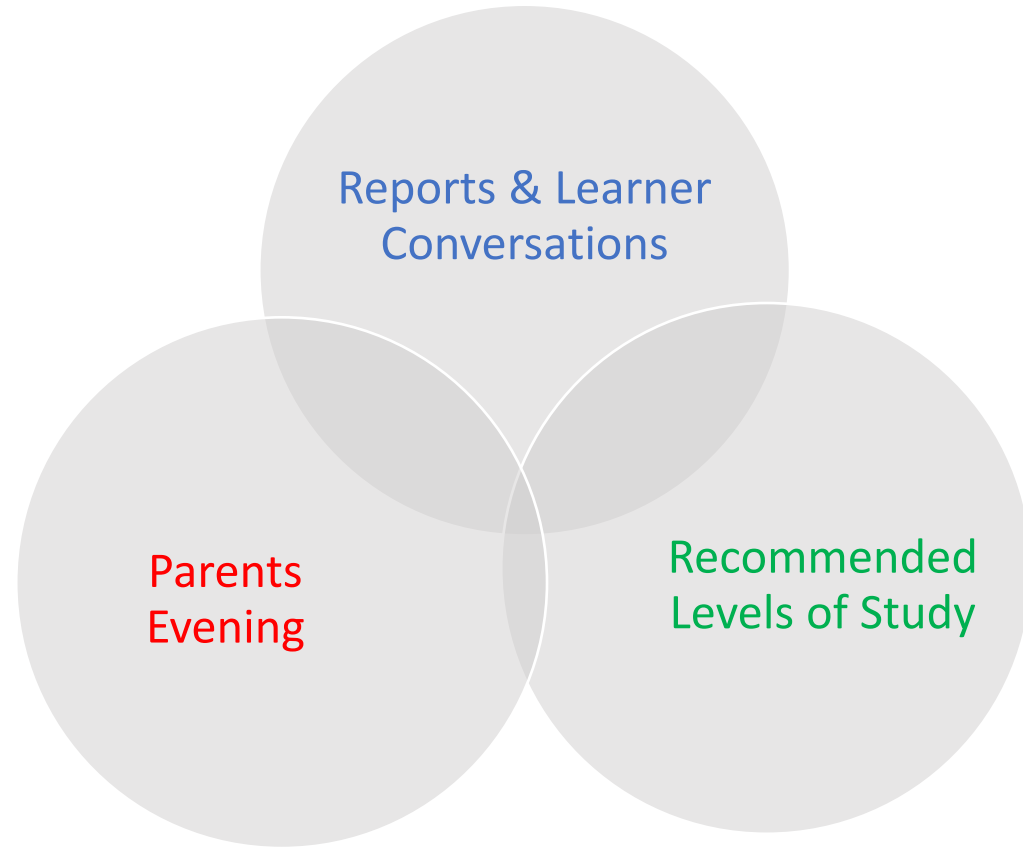 Reports & Learner
Conversations
Parents
Evening
Recommended
Levels of Study